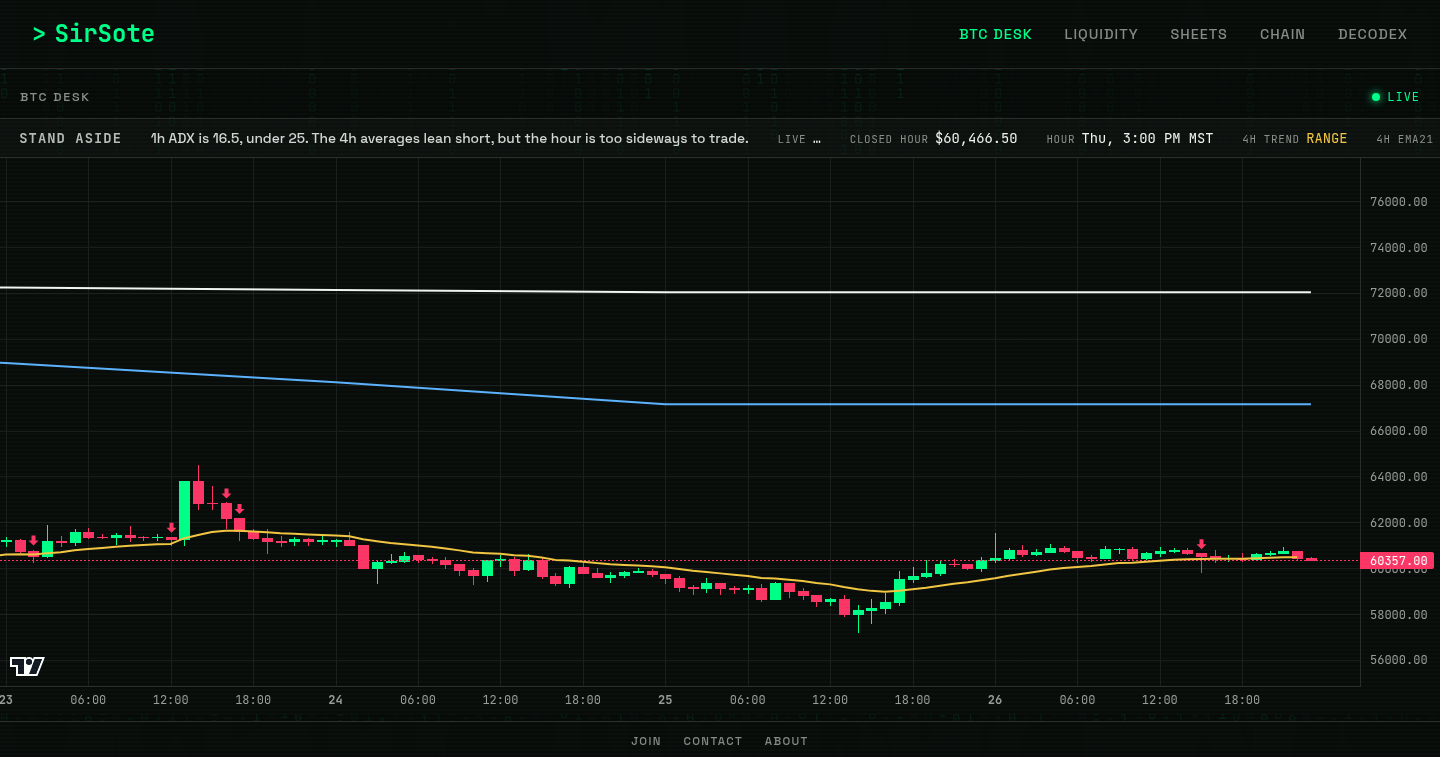 > SirSote
BTC DESK LIQUIDITY SHEETS CHAIN DECODEX
BTC DESK
LIVE
STAND ASIDE 1h ADX is 16.5, under 25. The 4h averages lean short, but the hour is too sideways to trade. LIVE … CLOSED HOUR $60,466.50 HOUR Thu, 3:00 PM MST 4H TREND RANGE 4H EMA21
76000.00
74000.00
72000.00
70000.00
68000.00
66000.00
64000.00
62000.00
60357.00
60000.00
58000.00
56000.00
23 06:00 12:00 18:00 24 06:00 12:00 18:00 25 06:00 12:00 18:00 26 06:00 12:00 18:00
JOIN CONTACT ABOUT